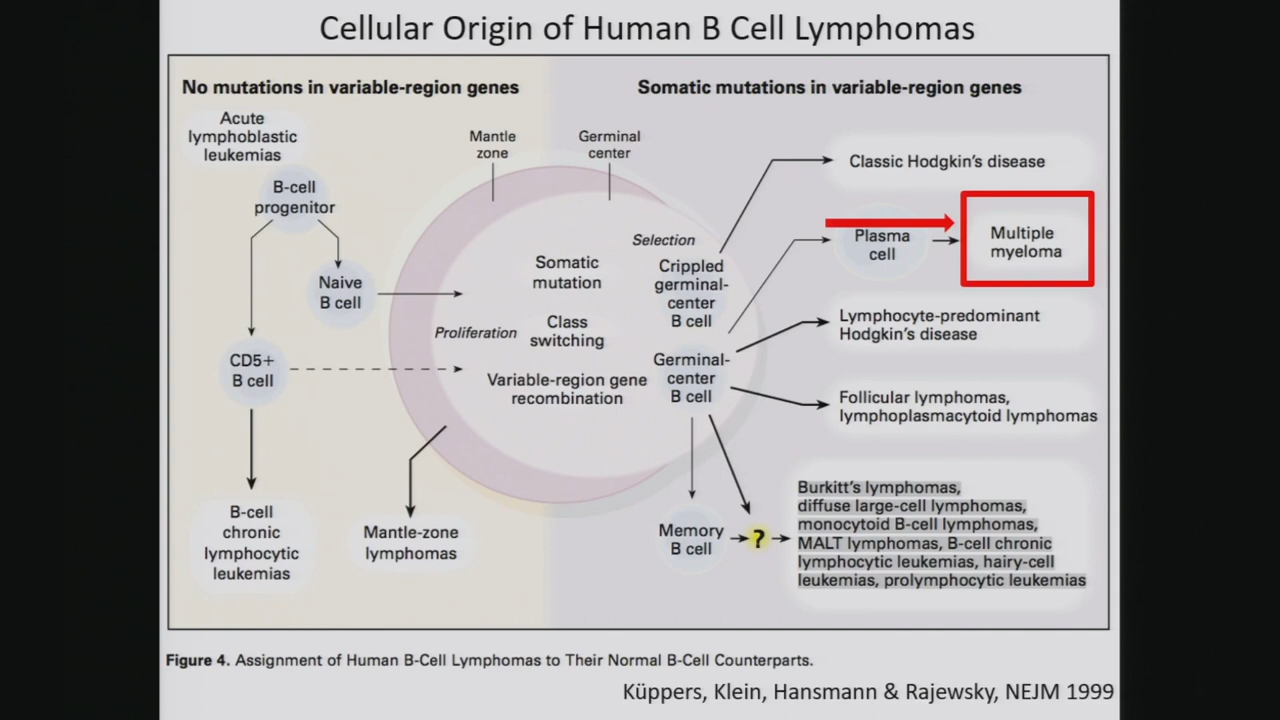 Cellular Origin of Human B Cell Lymphomas
No mutations in variable-region genes
Somatic mutations in variable-region genes
Acute
lymphoblastic
leukemias
B-cell
progenitor
Naive
B cell
CD5+
B cell
B-cell
chronic
lymphocytic
leukemias
Mantle-zone
lymphomas
Mantle
zone
Germinal
center
Somatic
mutation
Proliferation
Class
switching
Variable-region gene
recombination
Selection
Crippled
germinal-
center
B cell
Germinal-
center
B cell
Memory
B cell
?
Classic Hodgkin's disease
Plasma
cell
Multiple
myeloma
Lymphocyte-predominant
Hodgkin's disease
Follicular lymphomas,
lymphoplasmacytoid lymphomas
Burkitt's lymphomas,
diffuse large-cell lymphomas,
monocytoid B-cell lymphomas,
MALT lymphomas, B-cell chronic
lymphocytic leukemias, hairy-cell
leukemias, prolymphocytic leukemias
Figure 4. Assignment of Human B-Cell Lymphomas to Their Normal B-Cell Counterparts.
Küppers, Klein, Hansmann & Rajewsky, NEJM 1999